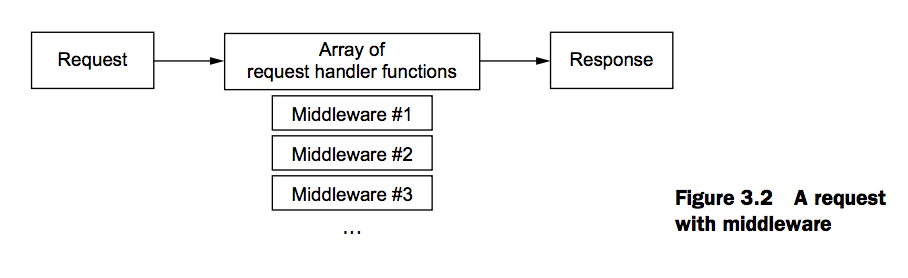 Request
Array of
request handler functions
Response
Middleware #1
Middleware #2
Middleware #3
...
Figure 3.2 A request
with middleware